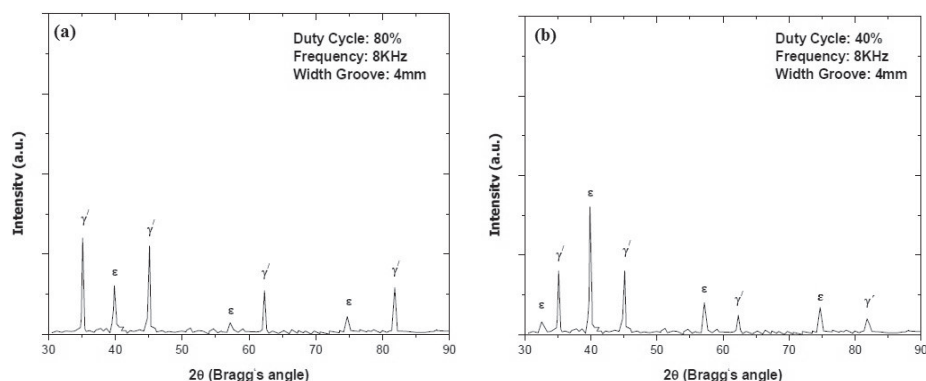 (a)
Duty Cycle: 80%
Frequency: 8KHz
Width Groove: 4mm
Intensity (a.u.)
γ′
ε
γ′
ε
γ′
ε
γ′
30 40 50 60 70 80 90
2θ (Bragg's angle)
(b)
Duty Cycle: 40%
Frequency: 8KHz
Width Groove: 4mm
Intensity (a.u.)
ε
γ′
ε
γ′
ε
γ′
ε
γ′
30 40 50 60 70 80 90
2θ (Bragg's angle)